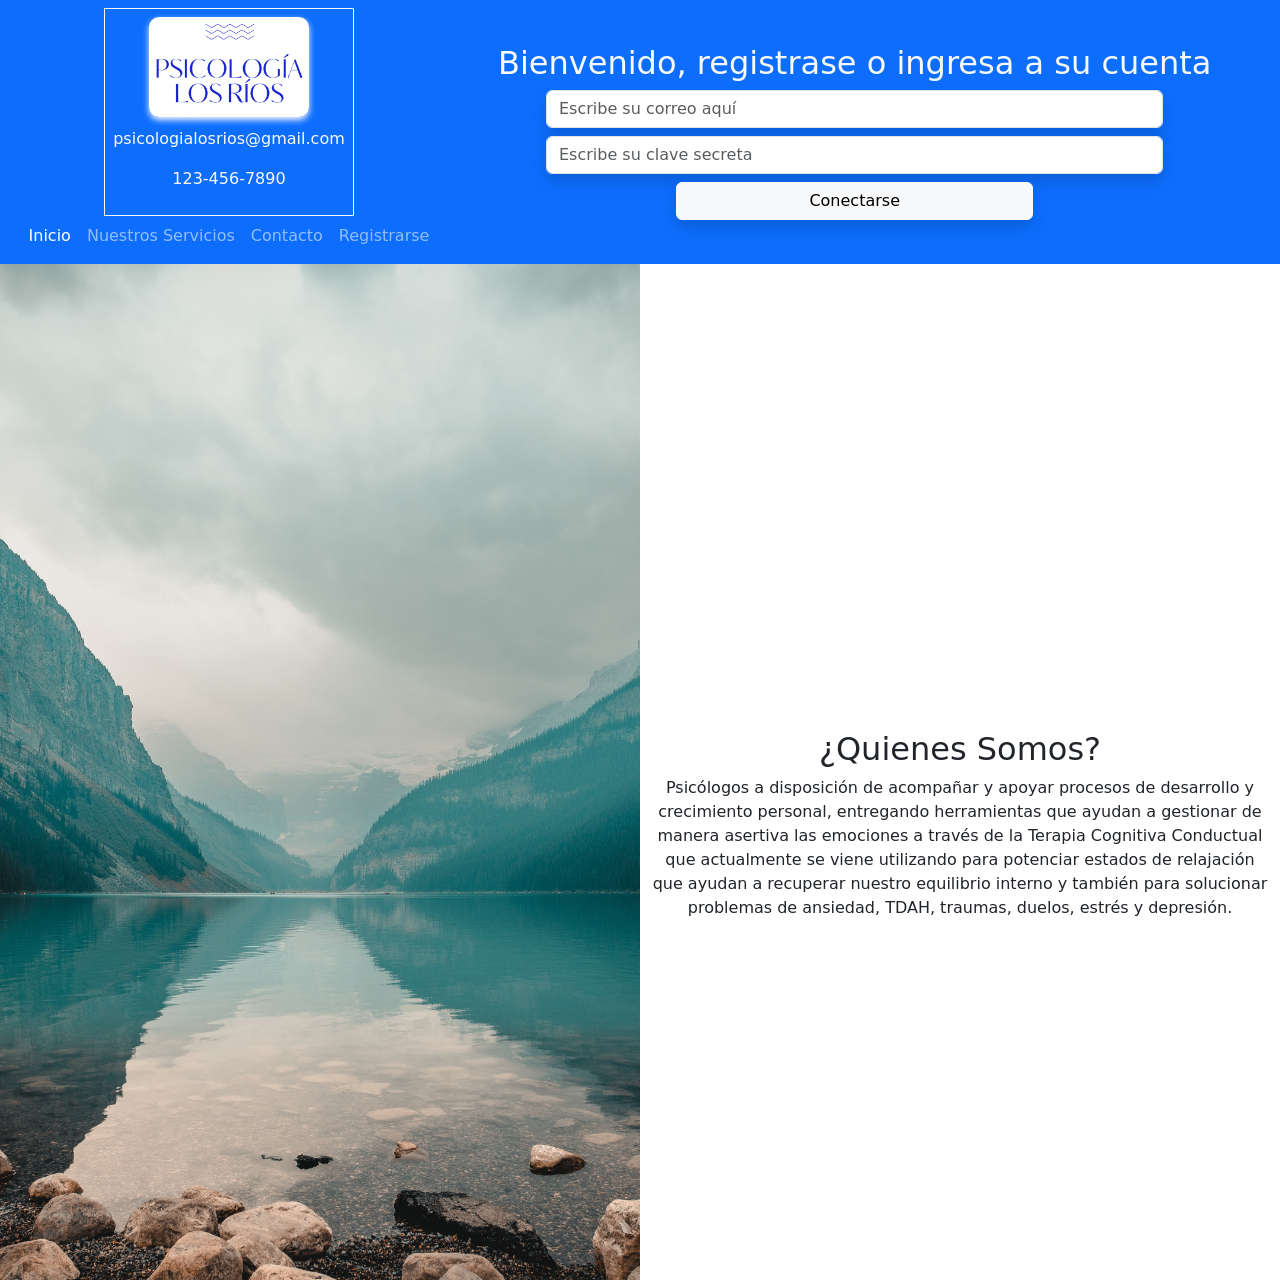 PSICOLOGÍA
LOS RÍOS
psicologialosrios@gmail.com
123-456-7890
Inicio Nuestros Servicios Contacto Registrarse
Bienvenido, registrase o ingresa a su cuenta
Escribe su correo aquí
Escribe su clave secreta
Conectarse
¿Quienes Somos?
Psicólogos a disposición de acompañar y apoyar procesos de desarrollo y
crecimiento personal, entregando herramientas que ayudan a gestionar de
manera asertiva las emociones a través de la Terapia Cognitiva Conductual
que actualmente se viene utilizando para potenciar estados de relajación
que ayudan a recuperar nuestro equilibrio interno y también para solucionar
problemas de ansiedad, TDAH, traumas, duelos, estrés y depresión.